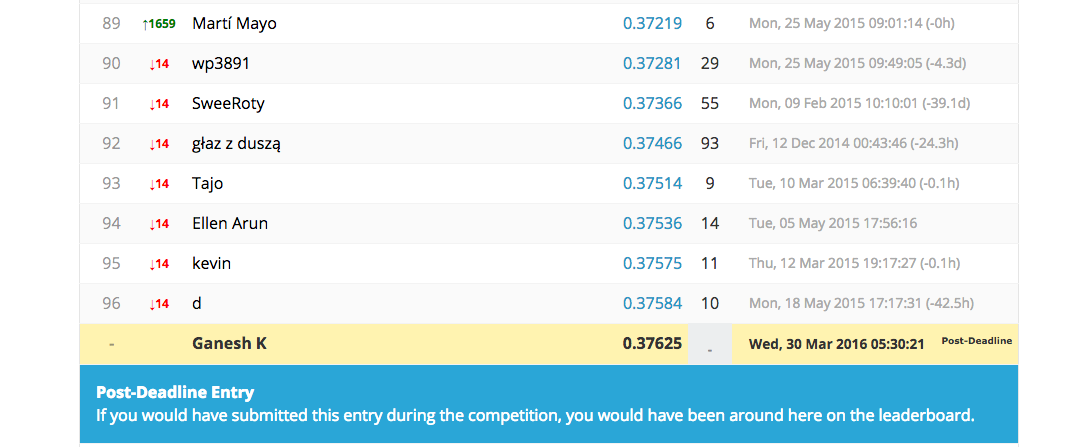 89 ↑1659 Martí Mayo 0.37219 6 Mon, 25 May 2015 09:01:14 (-0h)
90 ↓14 wp3891 0.37281 29 Mon, 25 May 2015 09:49:05 (-4.3d)
91 ↓14 SweeRoty 0.37366 55 Mon, 09 Feb 2015 10:10:01 (-39.1d)
92 ↓14 głaz z duszą 0.37466 93 Fri, 12 Dec 2014 00:43:46 (-24.3h)
93 ↓14 Tajo 0.37514 9 Tue, 10 Mar 2015 06:39:40 (-0.1h)
94 ↓14 Ellen Arun 0.37536 14 Tue, 05 May 2015 17:56:16
95 ↓14 kevin 0.37575 11 Thu, 12 Mar 2015 19:17:27 (-0.1h)
96 ↓14 d 0.37584 10 Mon, 18 May 2015 17:17:31 (-42.5h)
- Ganesh K 0.37625 - Wed, 30 Mar 2016 05:30:21 Post-Deadline
Post-Deadline Entry
If you would have submitted this entry during the competition, you would have been around here on the leaderboard.